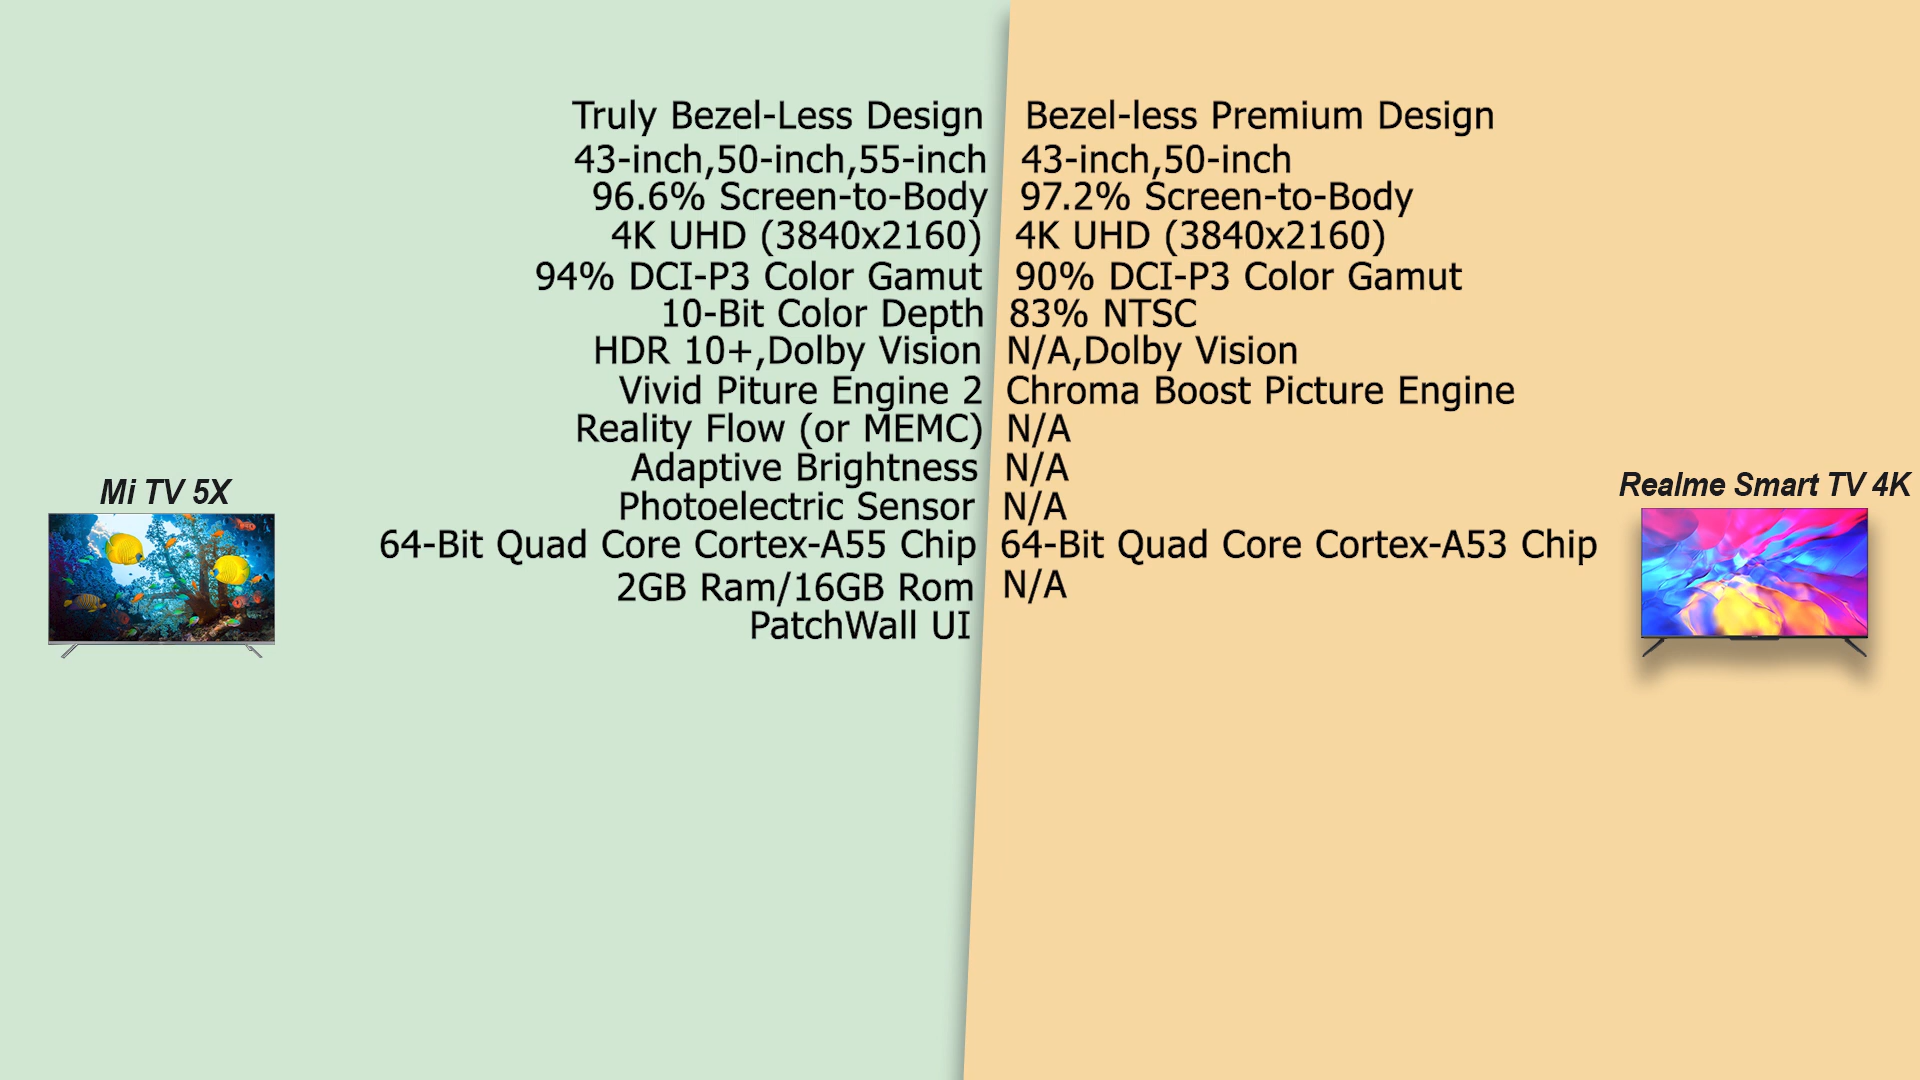 Truly Bezel-Less Design
43-inch,50-inch,55-inch
96.6% Screen-to-Body
4K UHD (3840x2160)
94% DCI-P3 Color Gamut
10-Bit Color Depth
HDR 10+,Dolby Vision
Vivid Piture Engine 2
Reality Flow (or MEMC)
Adaptive Brightness
Photoelectric Sensor
64-Bit Quad Core Cortex-A55 Chip
2GB Ram/16GB Rom
PatchWall UI
Mi TV 5X
Bezel-less Premium Design
43-inch,50-inch
97.2% Screen-to-Body
4K UHD (3840x2160)
90% DCI-P3 Color Gamut
83% NTSC
N/A,Dolby Vision
Chroma Boost Picture Engine
N/A
N/A
N/A
64-Bit Quad Core Cortex-A53 Chip
N/A
Realme Smart TV 4K